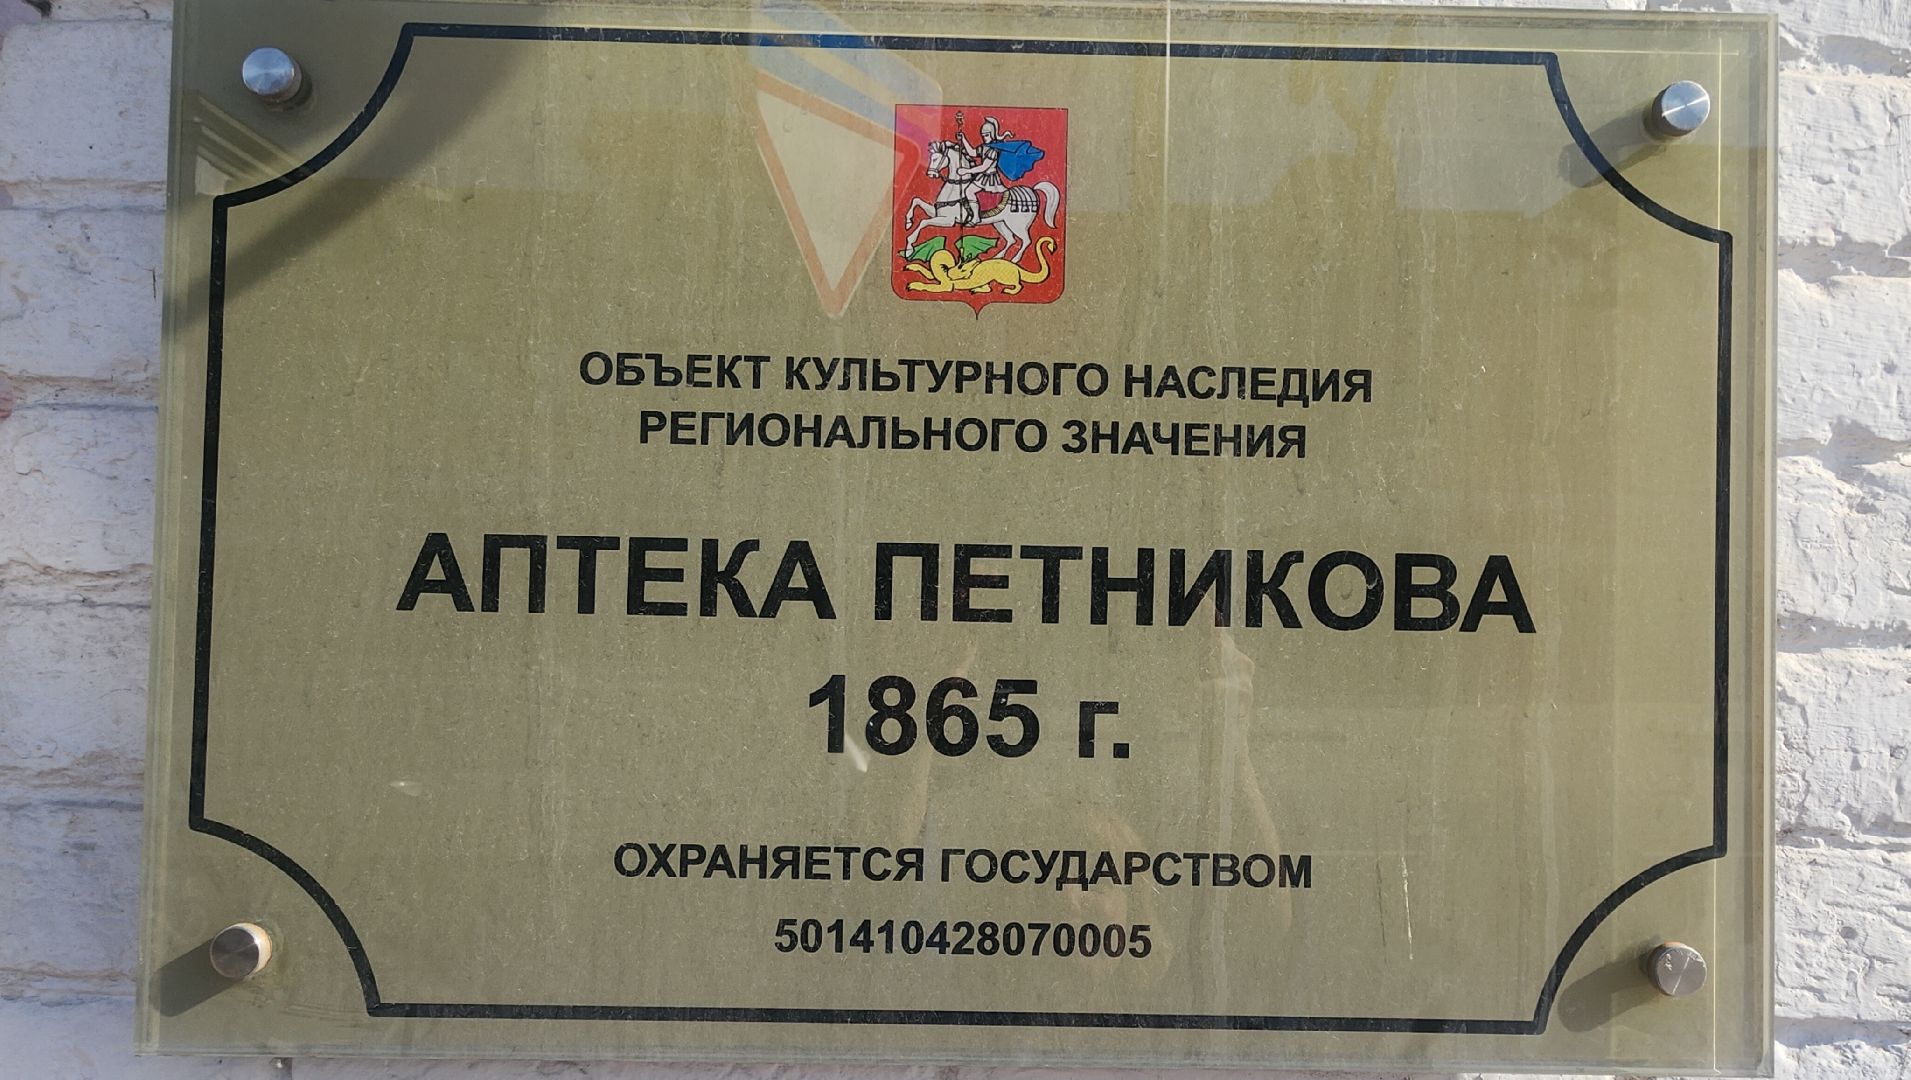 ОБЪЕКТ КУЛЬТУРНОГО НАСЛЕДИЯ
РЕГИОНАЛЬНОГО ЗНАЧЕНИЯ
АПТЕКА ПЕТНИКОВА
1865 г.
ОХРАНЯЕТСЯ ГОСУДАРСТВОМ
501410428070005